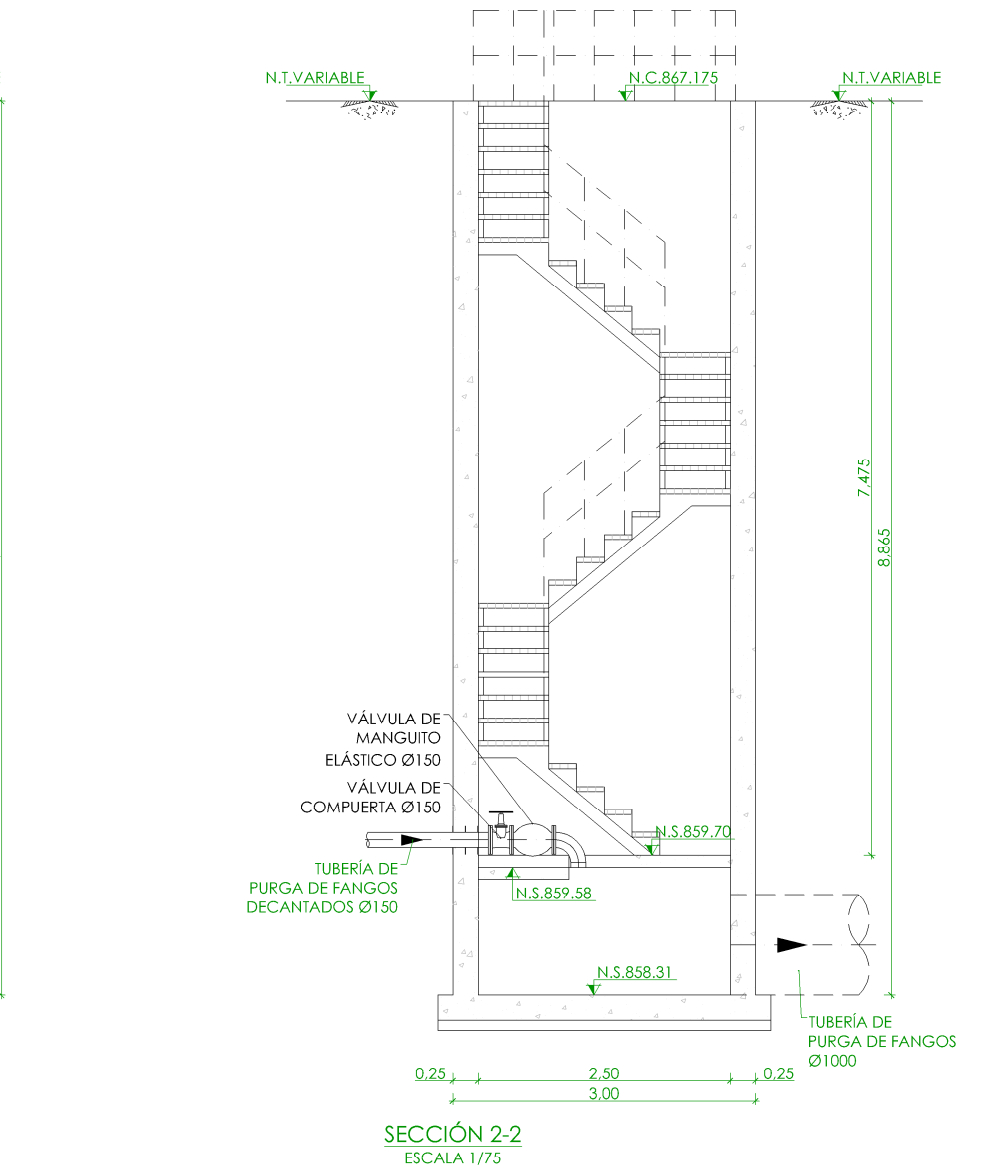 N.T.VARIABLE
N.C.867.175
N.T.VARIABLE
7,475
8,865
VÁLVULA DE
MANGUITO
ELÁSTICO Ø150
VÁLVULA DE
COMPUERTA Ø150
N.S.859.70
TUBERÍA DE
PURGA DE FANGOS
DECANTADOS Ø150
N.S.859.58
N.S.858.31
TUBERÍA DE
PURGA DE FANGOS
Ø1000
0,25
2,50
0,25
3,00
SECCIÓN 2-2
ESCALA 1/75